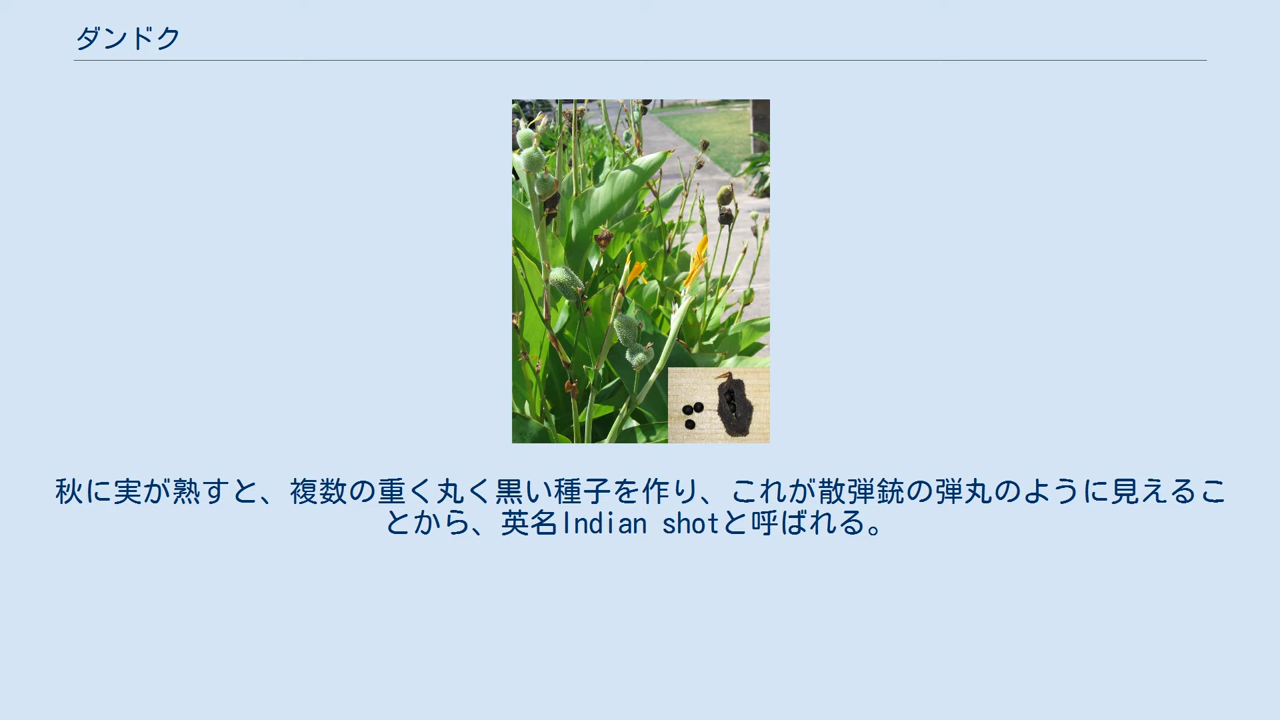 ダンドク
秋に実が熟すと、複数の重く丸く黒い種子を作り、これが散弾銃の弾丸のように見えるこ
とから、英名Indian shotと呼ばれる。